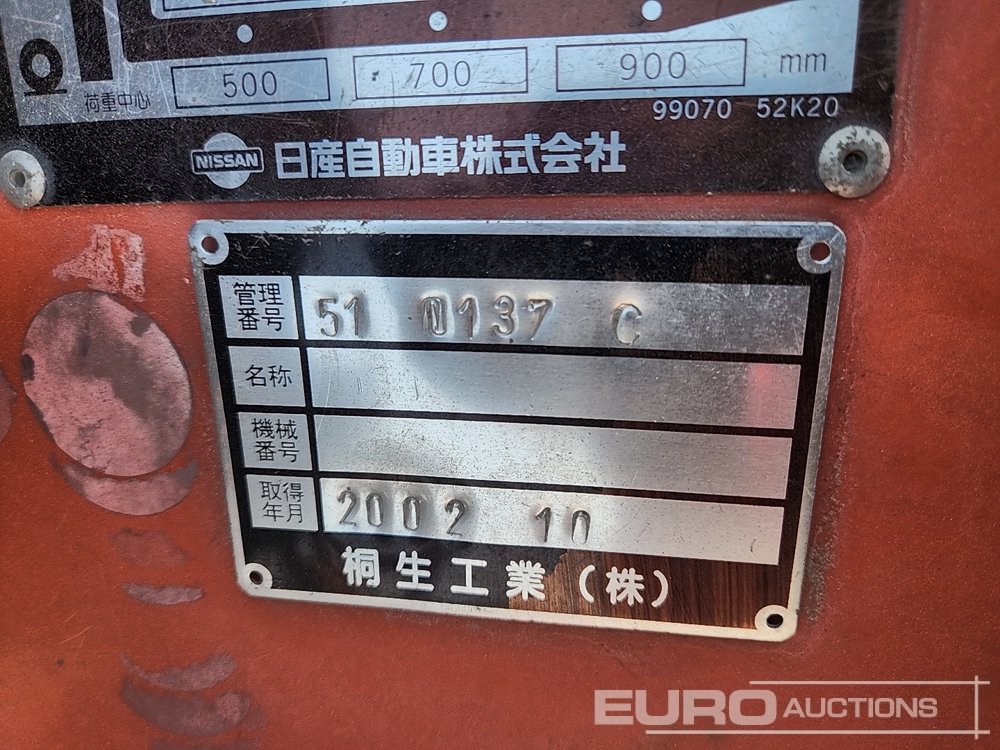 500 700 900 mm
荷重中心
99070 52K20
NISSAN 日産自動車株式会社
管理番号 51 N137 C
名称
機械番号
取得年月 2002 10
桐生工業(株)
EURO AUCTIONS